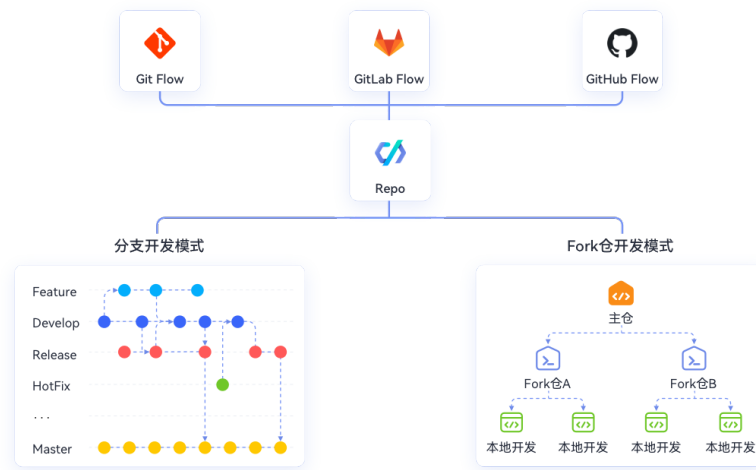 Git Flow
GitLab Flow
GitHub Flow
Repo
分支开发模式
Fork仓开发模式
Feature
Develop
Release
HotFix
...
Master
主仓
Fork仓A
Fork仓B
本地开发
本地开发
本地开发
本地开发